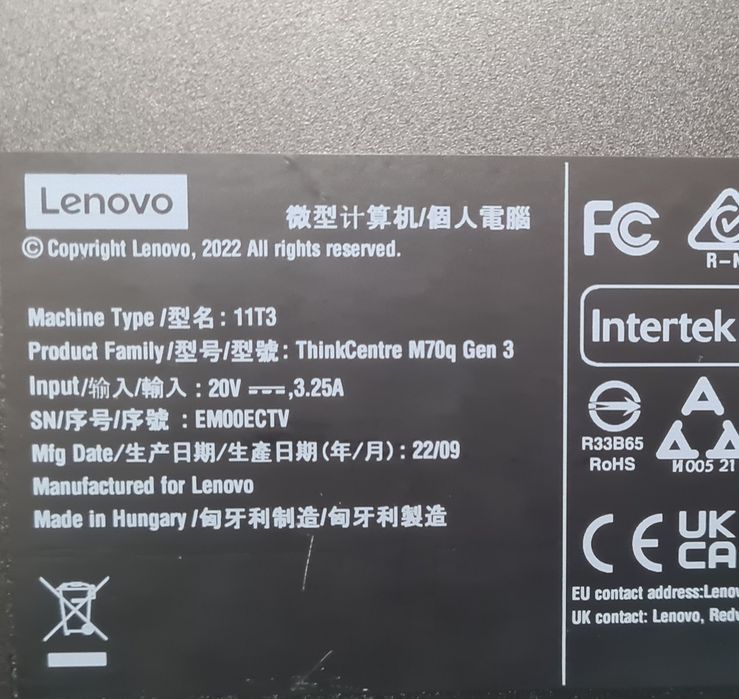 Lenovo
微型计算机/個人電腦
© Copyright Lenovo, 2022 All rights reserved.
Machine Type /型名 : 11T3
Product Family/型号/型號 : ThinkCentre M70q Gen 3
Input/输入/輸入 : 20V ⎓,3.25A
SN/序号/序號 : EM00ECTV
Mfg Date/生产日期/生產日期(年/月) : 22/09
Manufactured for Lenovo
Made in Hungary /匈牙利制造/匈牙利製造
FC
R-N
Intertek
R33B65
RoHS
И005 21
CE
UK
CA
EU contact address:Lenov
UK contact: Lenovo, Redw